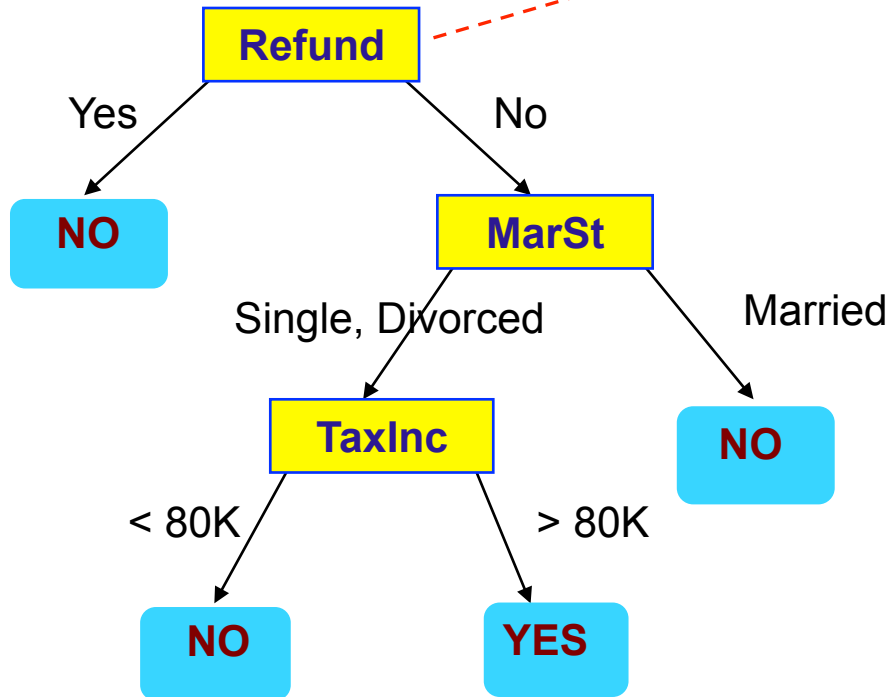 Refund
Yes
No
NO
MarSt
Single, Divorced
Married
TaxInc
NO
< 80K
> 80K
NO
YES